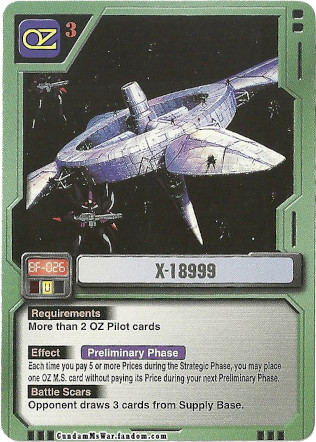 OZ 3
BF-026
U
X-18999
Requirements
More than 2 OZ Pilot cards
Effect Preliminary Phase
Each time you pay 5 or more Prices during the Strategic Phase, you may place
one OZ M.S. card without paying its Price during your next Preliminary Phase.
Battle Scars
Opponent draws 3 cards from Supply Base.
GundamMsWar.fandom.com